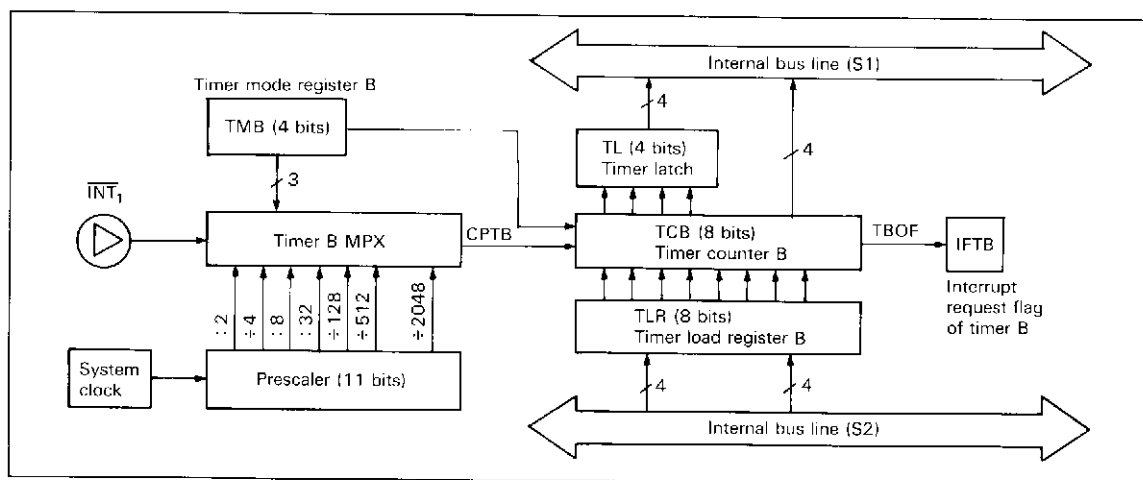 Internal bus line (S1)
Timer mode register B
TMB (4 bits)
4
TL (4 bits)
Timer latch
4
3
INT1
Timer B MPX
CPTB
TCB (8 bits)
Timer counter B
TBOF
IFTB
Interrupt
request flag
of timer B
÷2
÷4
÷8
÷32
÷128
÷512
÷2048
TLR (8 bits)
Timer load register B
System
clock
Prescaler (11 bits)
4
4
Internal bus line (S2)